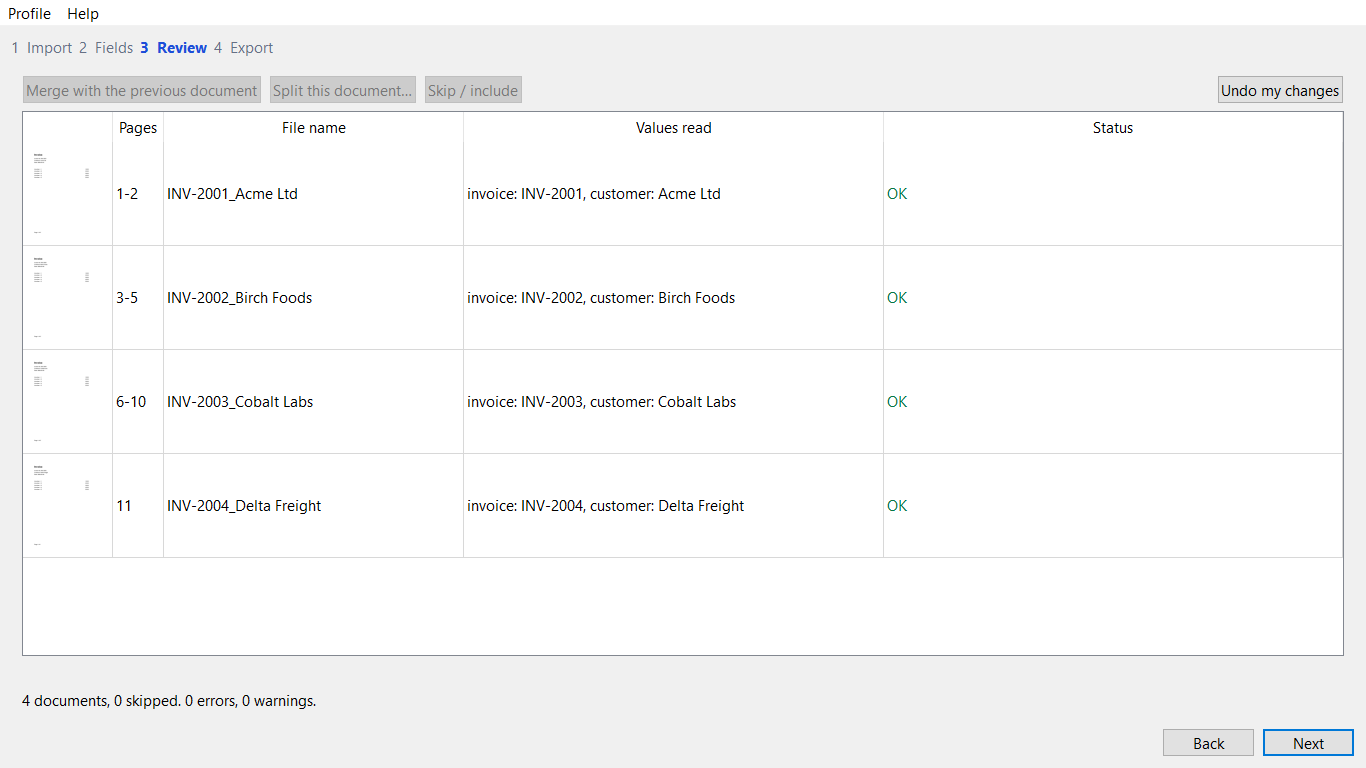 Profile Help
1 Import 2 Fields 3 Review 4 Export
Merge with the previous document Split this document... Skip / include Undo my changes
Pages File name Values read Status
1-2 INV-2001_Acme Ltd invoice: INV-2001, customer: Acme Ltd OK
3-5 INV-2002_Birch Foods invoice: INV-2002, customer: Birch Foods OK
6-10 INV-2003_Cobalt Labs invoice: INV-2003, customer: Cobalt Labs OK
11 INV-2004_Delta Freight invoice: INV-2004, customer: Delta Freight OK
4 documents, 0 skipped. 0 errors, 0 warnings.
Back Next